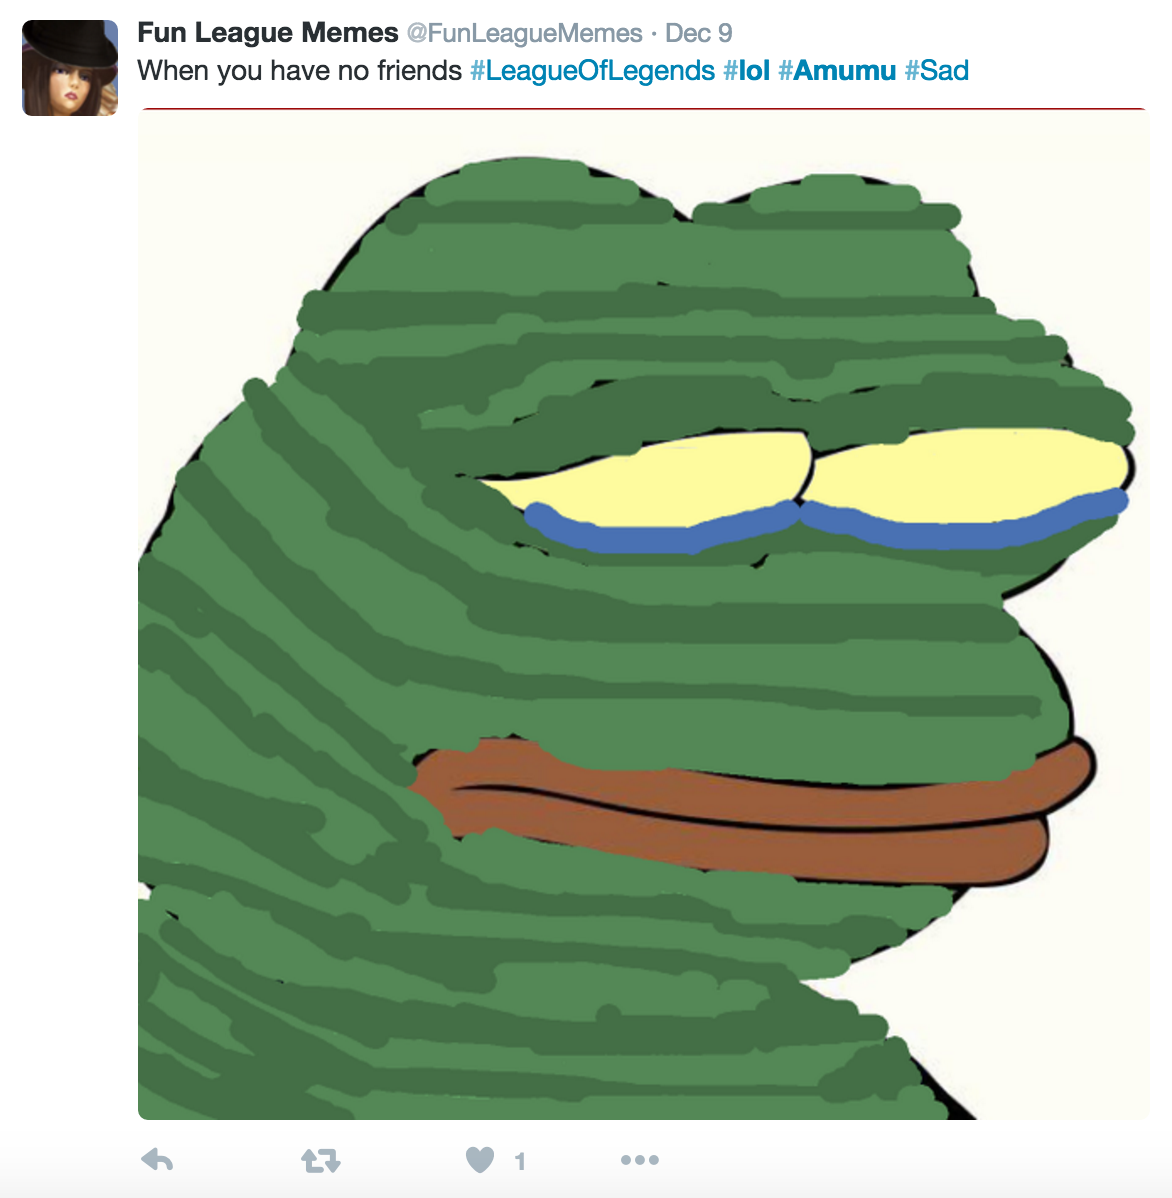 Fun League Memes @FunLeagueMemes · Dec 9
When you have no friends #LeagueOfLegends #lol #Amumu #Sad
1